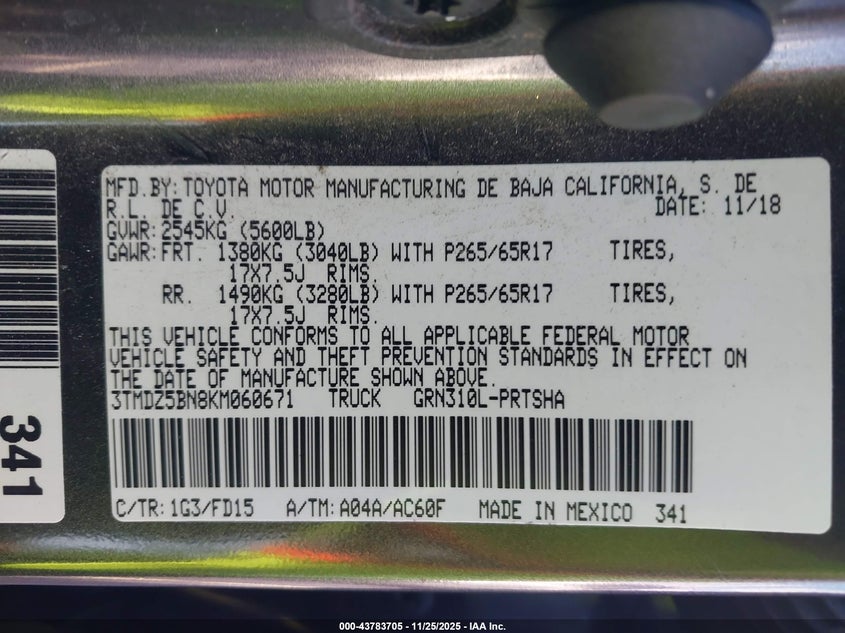 MFD.BY: TOYOTA MOTOR MANUFACTURING DE BAJA CALIFORNIA, S. DE
R.L. DE C.V. DATE: 11/18
GVWR: 2545KG (5600LB)
GAWR: FRT. 1380KG (3040LB) WITH P265/65R17 TIRES,
17X7.5J RIMS.
RR. 1490KG (3280LB) WITH P265/65R17 TIRES,
17X7.5J RIMS.
THIS VEHICLE CONFORMS TO ALL APPLICABLE FEDERAL MOTOR
VEHICLE SAFETY AND THEFT PREVENTION STANDARDS IN EFFECT ON
THE DATE OF MANUFACTURE SHOWN ABOVE.
3TMDZ5BN8KM060671 TRUCK GRN310L-PRTSHA
C/TR: 1G3/FD15 A/TM: A04A/AC60F MADE IN MEXICO 341
341
000-43783705 - 11/25/2025 - IAA Inc.